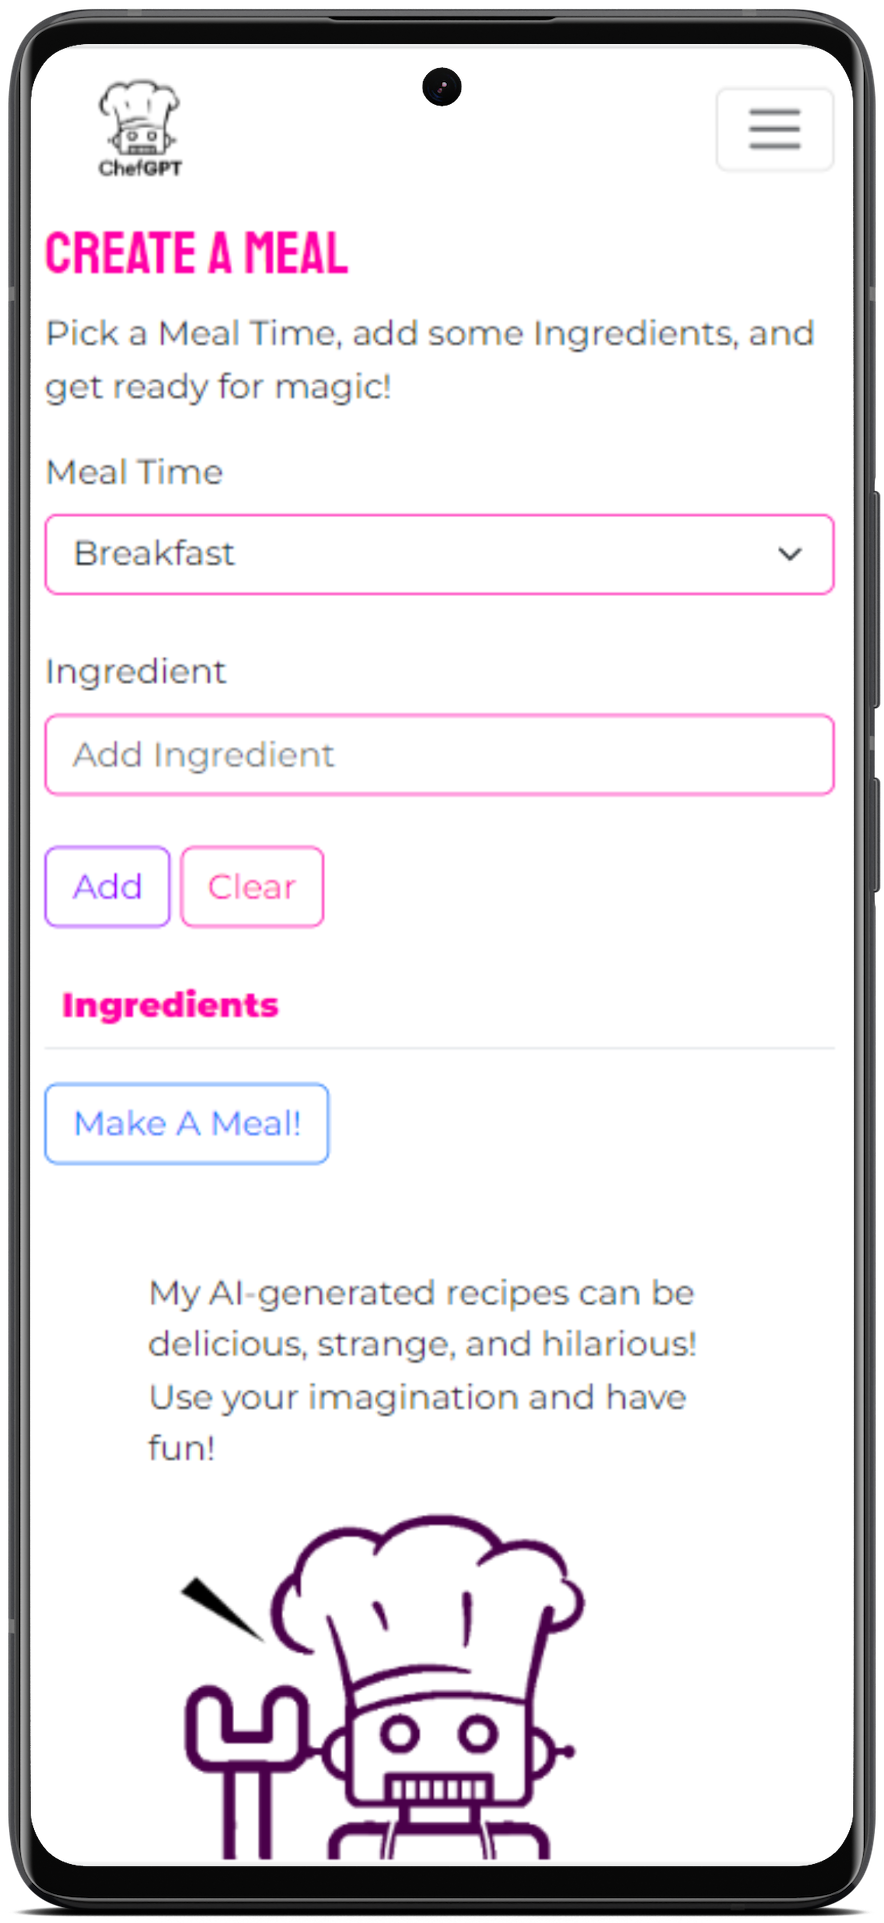 ChefGPT
CREATE A MEAL
Pick a Meal Time, add some Ingredients, and
get ready for magic!
Meal Time
Breakfast
Ingredient
Add Ingredient
Add Clear
Ingredients
Make A Meal!
My AI-generated recipes can be
delicious, strange, and hilarious!
Use your imagination and have
fun!